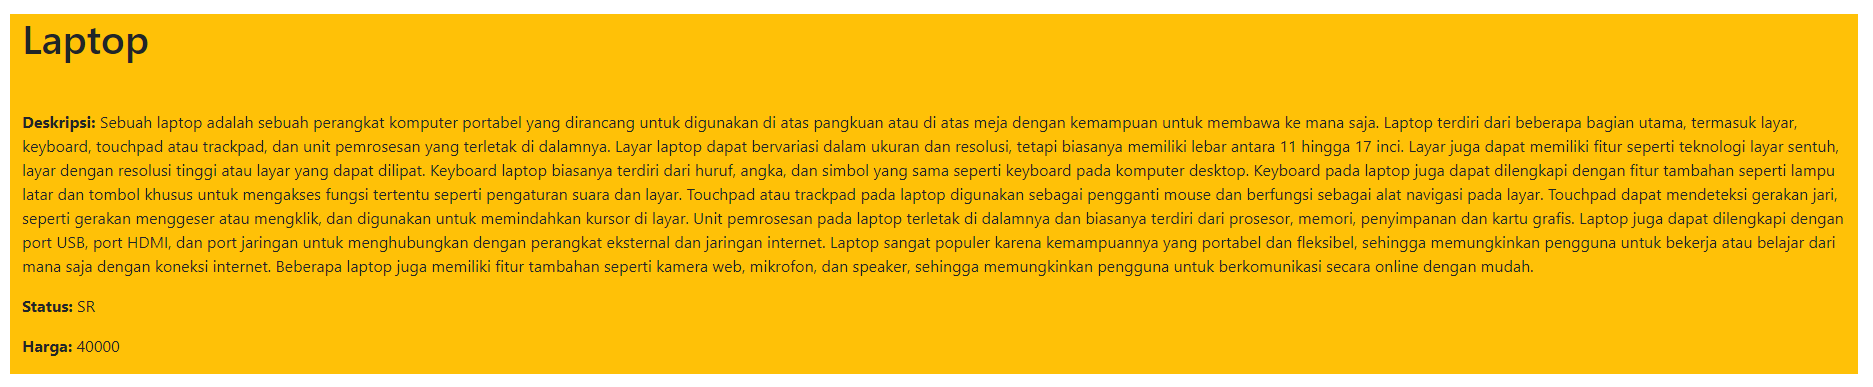 Laptop
Deskripsi: Sebuah laptop adalah sebuah perangkat komputer portabel yang dirancang untuk digunakan di atas pangkuan atau di atas meja dengan kemampuan untuk membawa ke mana saja. Laptop terdiri dari beberapa bagian utama, termasuk layar,
keyboard, touchpad atau trackpad, dan unit pemrosesan yang terletak di dalamnya. Layar laptop dapat bervariasi dalam ukuran dan resolusi, tetapi biasanya memiliki lebar antara 11 hingga 17 inci. Layar juga dapat memiliki fitur seperti teknologi layar sentuh,
layar dengan resolusi tinggi atau layar yang dapat dilipat. Keyboard laptop biasanya terdiri dari huruf, angka, dan simbol yang sama seperti keyboard pada komputer desktop. Keyboard pada laptop juga dapat dilengkapi dengan fitur tambahan seperti lampu
latar dan tombol khusus untuk mengakses fungsi tertentu seperti pengaturan suara dan layar. Touchpad atau trackpad pada laptop digunakan sebagai pengganti mouse dan berfungsi sebagai alat navigasi pada layar. Touchpad dapat mendeteksi gerakan jari,
seperti gerakan menggeser atau mengklik, dan digunakan untuk memindahkan kursor di layar. Unit pemrosesan pada laptop terletak di dalamnya dan biasanya terdiri dari prosesor, memori, penyimpanan dan kartu grafis. Laptop juga dapat dilengkapi dengan
port USB, port HDMI, dan port jaringan untuk menghubungkan dengan perangkat eksternal dan jaringan internet. Laptop sangat populer karena kemampuannya yang portabel dan fleksibel, sehingga memungkinkan pengguna untuk bekerja atau belajar dari
mana saja dengan koneksi internet. Beberapa laptop juga memiliki fitur tambahan seperti kamera web, mikrofon, dan speaker, sehingga memungkinkan pengguna untuk berkomunikasi secara online dengan mudah.
Status: SR
Harga: 40000